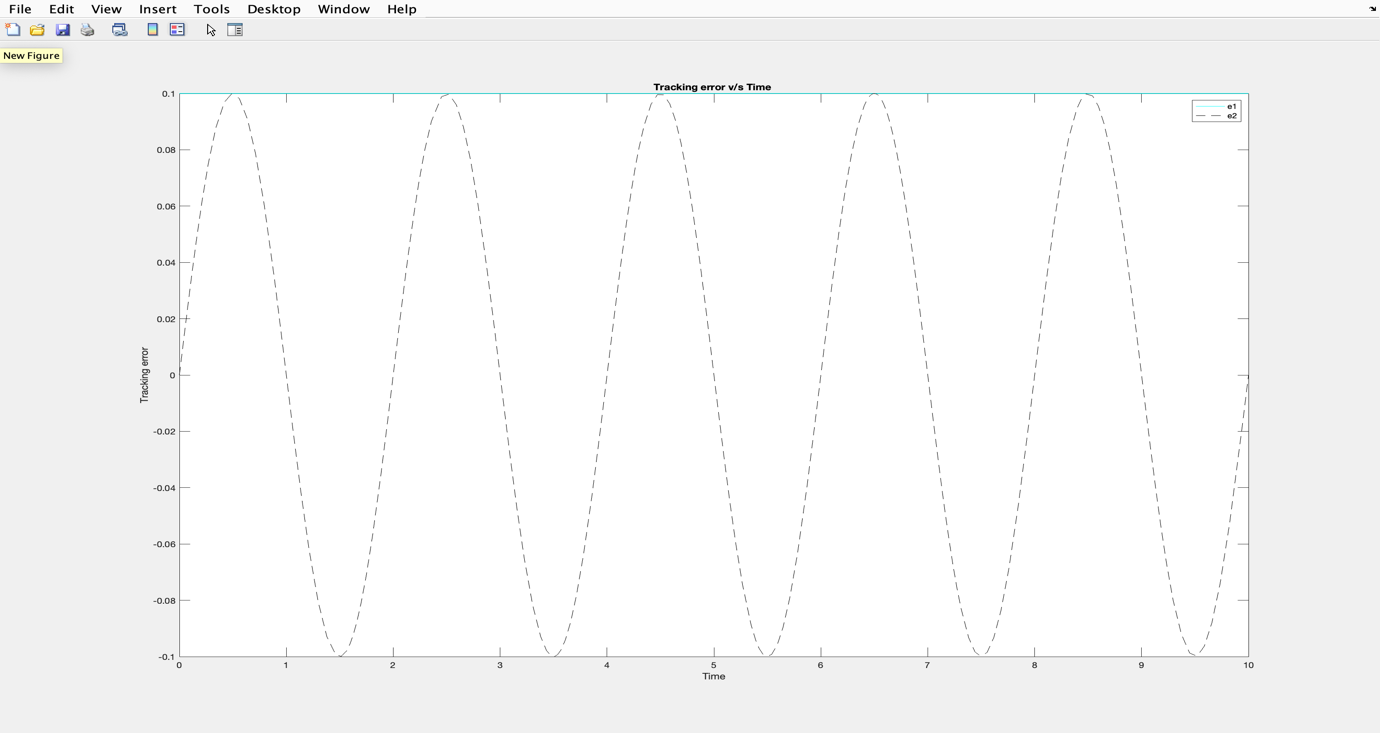 File Edit View Insert Tools Desktop Window Help
New Figure
Tracking error v/s Time
e1
e2
0.1
0.08
0.06
0.04
0.02
0
-0.02
-0.04
-0.06
-0.08
-0.1
Tracking error
0 1 2 3 4 5 6 7 8 9 10
Time